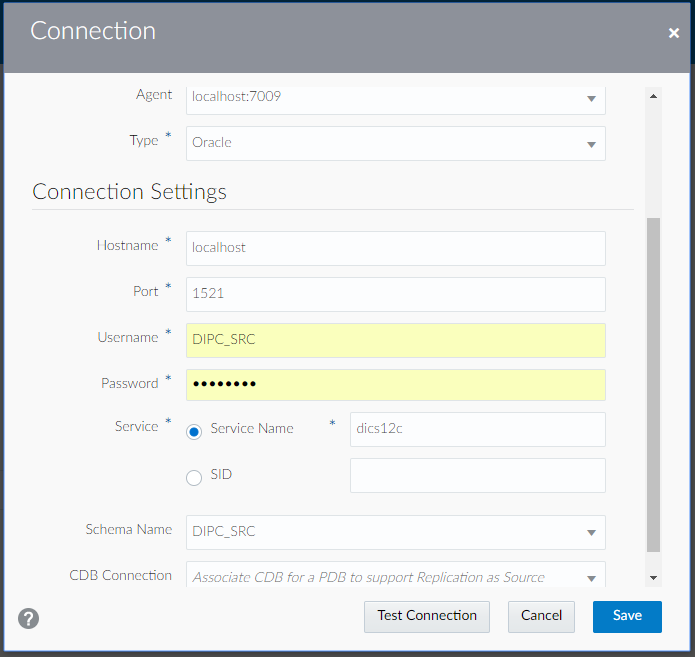 Connection
×
Agent localhost:7009
Type * Oracle
Connection Settings
Hostname * localhost
Port * 1521
Username * DIPC_SRC
Password * ••••••••
Service * Service Name * dics12c
SID
Schema Name DIPC_SRC
CDB Connection Associate CDB for a PDB to support Replication as Source
? Test Connection Cancel Save